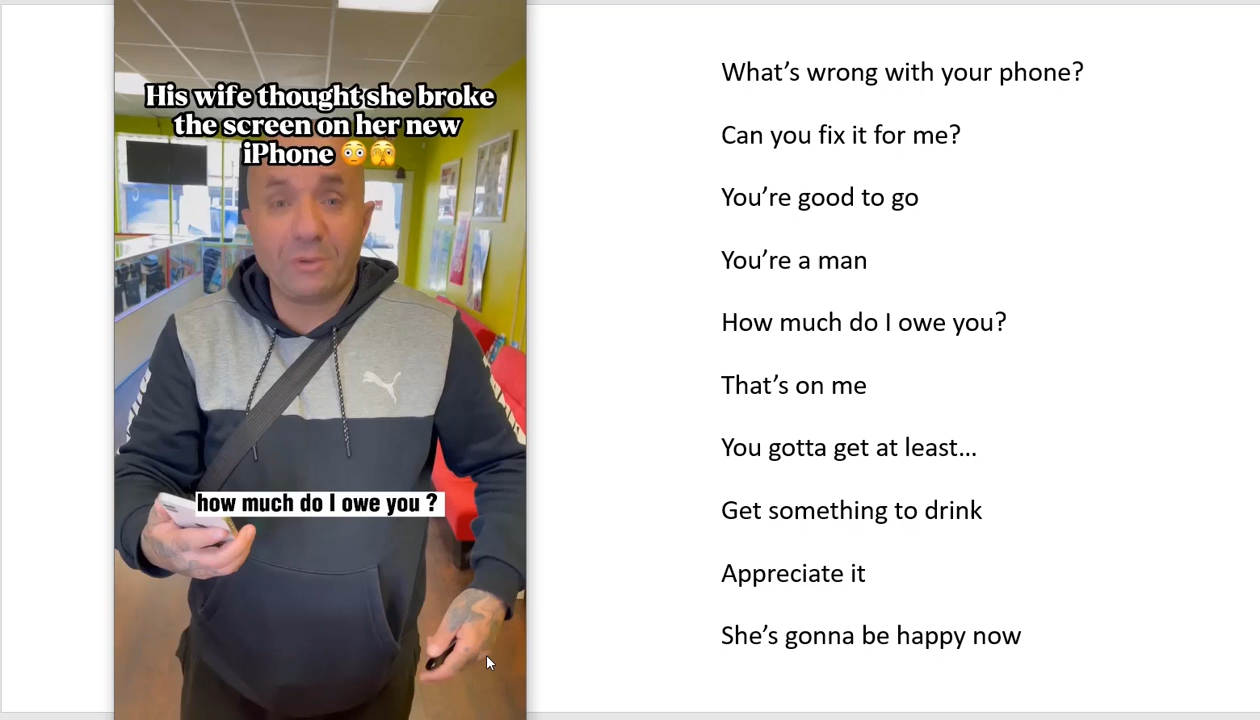 His wife thought she broke
the screen on her new
iPhone 😳🫣
how much do I owe you ?
What's wrong with your phone?
Can you fix it for me?
You're good to go
You're a man
How much do I owe you?
That's on me
You gotta get at least…
Get something to drink
Appreciate it
She's gonna be happy now